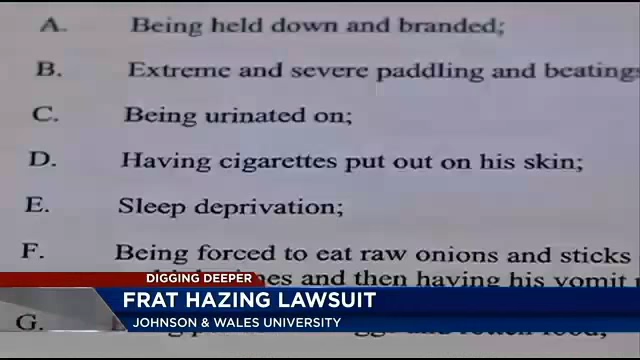 A. Being held down and branded;
B. Extreme and severe paddling and beatings
C. Being urinated on;
D. Having cigarettes put out on his skin;
E. Sleep deprivation;
F. Being forced to eat raw onions and sticks
and then having his vomit
DIGGING DEEPER
FRAT HAZING LAWSUIT
JOHNSON & WALES UNIVERSITY
G.